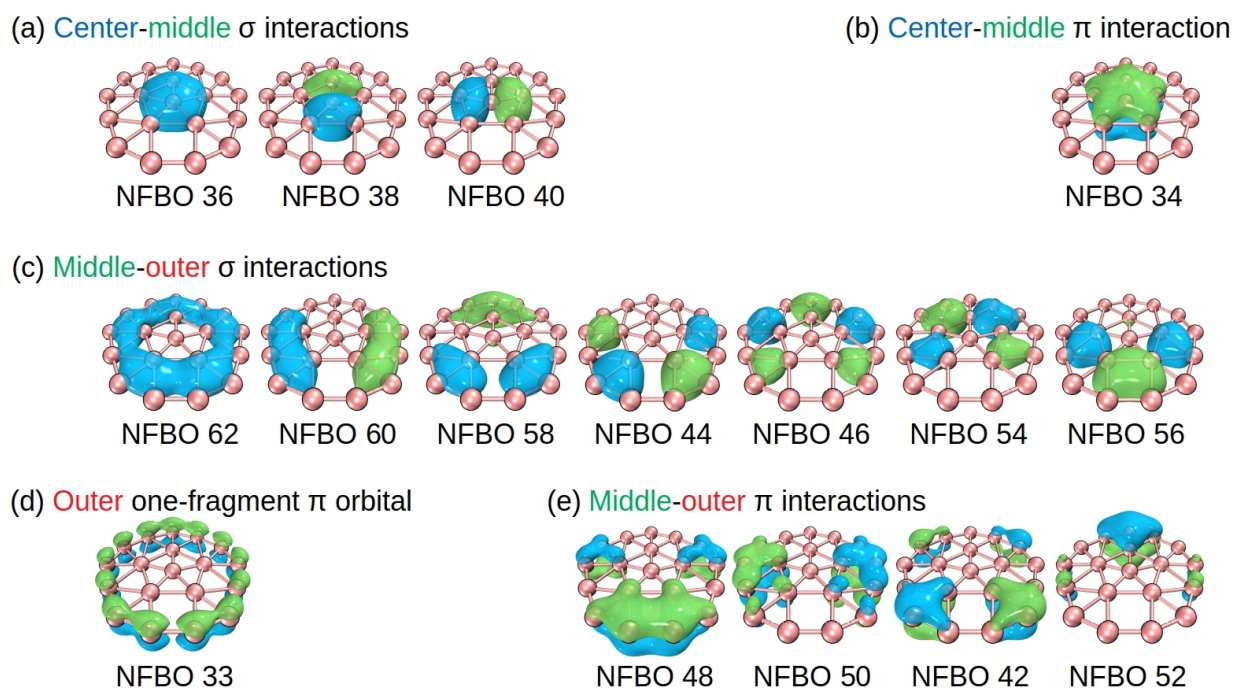 (a) Center-middle σ interactions
(b) Center-middle π interaction
NFBO 36 NFBO 38 NFBO 40
NFBO 34
(c) Middle-outer σ interactions
NFBO 62 NFBO 60 NFBO 58 NFBO 44 NFBO 46 NFBO 54 NFBO 56
(d) Outer one-fragment π orbital
(e) Middle-outer π interactions
NFBO 33
NFBO 48 NFBO 50 NFBO 42 NFBO 52